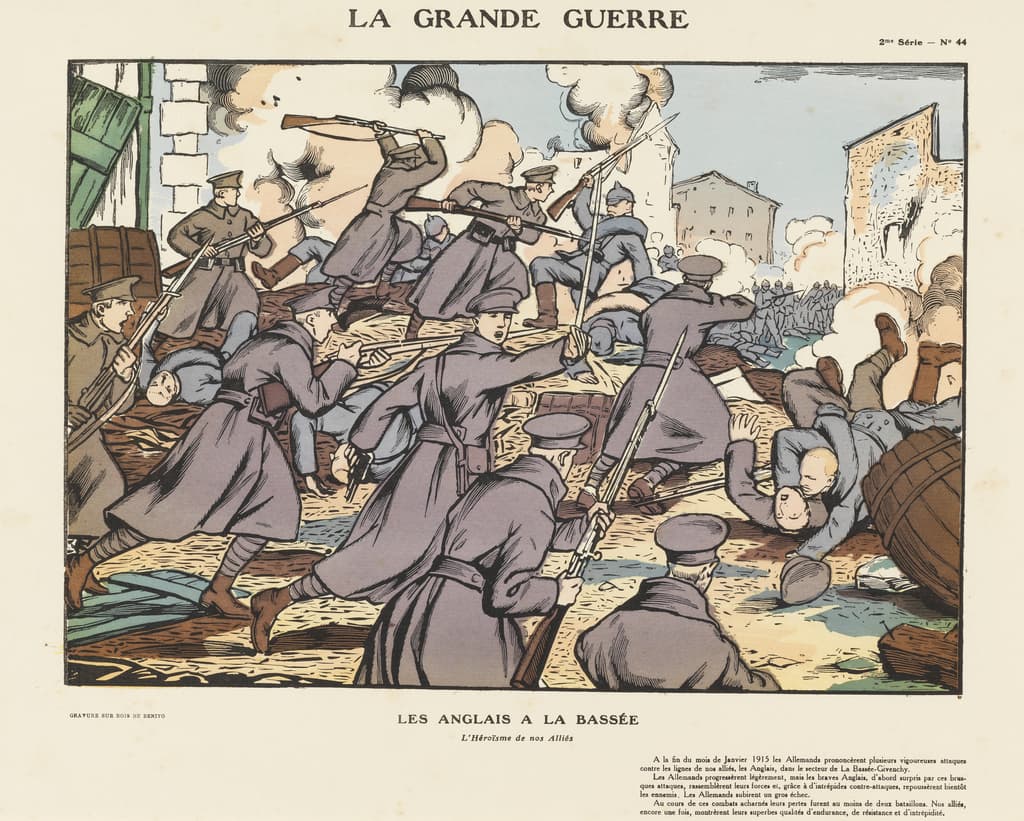 LA GRANDE GUERRE
2me Série — No 44
GRAVURE SUR BOIS DE BENITO
LES ANGLAIS A LA BASSÉE
L'Héroïsme de nos Alliés
A la fin du mois de Janvier 1915 les Allemands prononcèrent plusieurs vigoureuses attaques
contre les lignes de nos alliés, les Anglais, dans le secteur de La Bassée-Givenchy.
Les Allemands progressèrent légèrement, mais les braves Anglais, d'abord surpris par ces brus-
ques attaques, rassemblèrent leurs forces et, grâce à d'intrépides contre-attaques, repoussèrent bientôt
les ennemis. Les Allemands subirent un gros échec.
Au cours de ces combats acharnés leurs pertes furent au moins de deux bataillons. Nos alliés,
encore une fois, montrèrent leurs superbes qualités d'endurance, de résistance et d'intrépidité.